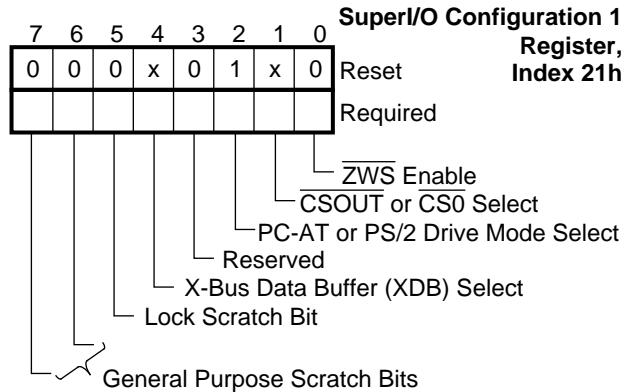 SuperI/O Configuration 1
Register,
Index 21h
7 6 5 4 3 2 1 0
0 0 0 x 0 1 x 0 Reset
Required
ZWS Enable
CSOUT or CS0 Select
PC-AT or PS/2 Drive Mode Select
Reserved
X-Bus Data Buffer (XDB) Select
Lock Scratch Bit
General Purpose Scratch Bits